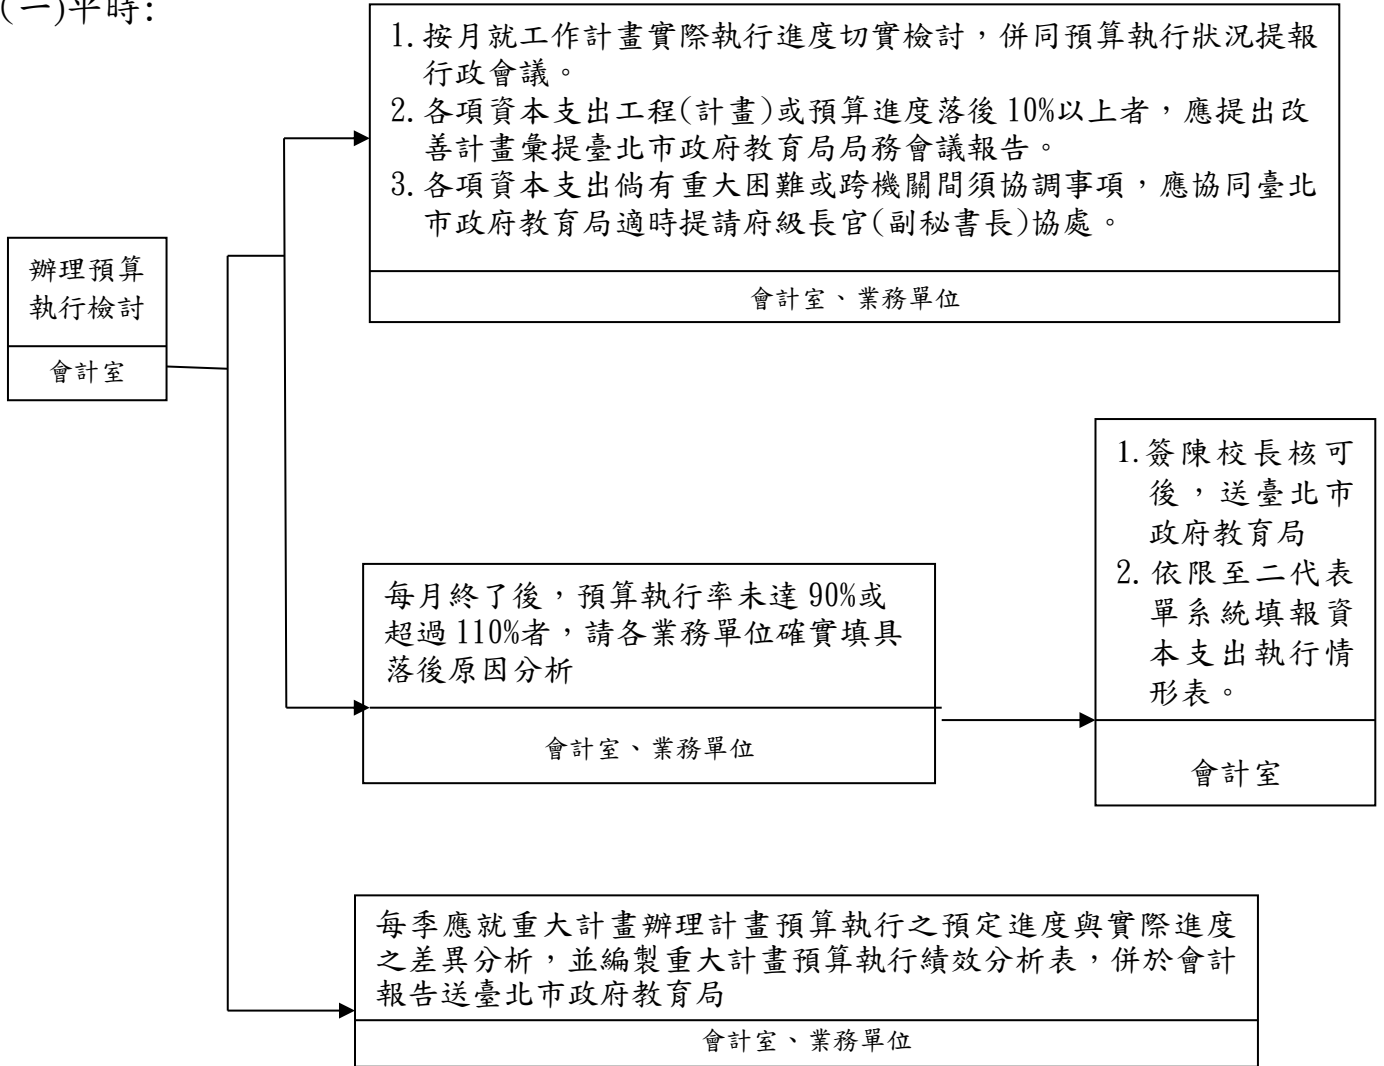 (一)平時:
1.按月就工作計畫實際執行進度切實檢討，併同預算執行狀況提報
行政會議。
2.各項資本支出工程(計畫)或預算進度落後 10%以上者，應提出改
善計畫彙提臺北市政府教育局局務會議報告。
3.各項資本支出倘有重大困難或跨機關間須協調事項，應協同臺北
市政府教育局適時提請府級長官(副秘書長)協處。
會計室、業務單位
辦理預算
執行檢討
會計室
1.簽陳校長核可
後，送臺北市
政府教育局
2.依限至二代表
單系統填報資
本支出執行情
形表。
會計室
每月終了後，預算執行率未達 90%或
超過 110%者，請各業務單位確實填具
落後原因分析
會計室、業務單位
每季應就重大計畫辦理計畫預算執行之預定進度與實際進度
之差異分析，並編製重大計畫預算執行績效分析表，併於會計
報告送臺北市政府教育局
會計室、業務單位